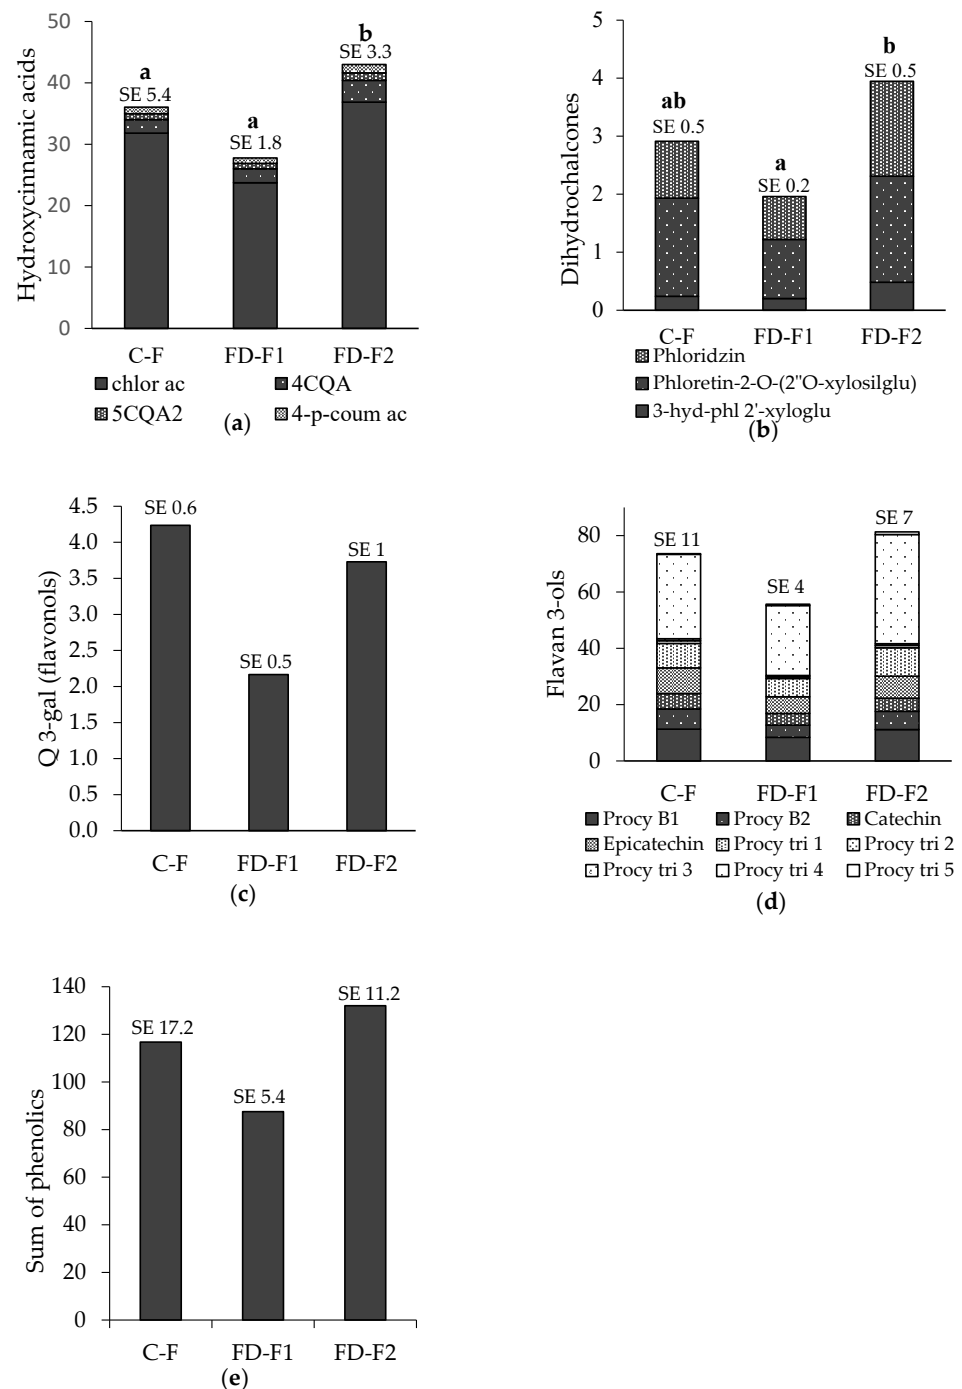 Hydroxycinnamic acids
50
40
30
20
10
0
a
SE 5.4
a
SE 1.8
b
SE 3.3
C-F FD-F1 FD-F2
chlor ac 4CQA
5CQA2 4-p-coum ac
(a)
Dihydrochalcones
5
4
3
2
1
0
ab
SE 0.5
a
SE 0.2
b
SE 0.5
C-F FD-F1 FD-F2
Phloridzin
Phloretin-2-O-(2"O-xylosilglu)
3-hyd-phl 2'-xyloglu
(b)
Q 3-gal (flavonols)
4.5
4.0
3.5
3.0
2.5
2.0
1.5
1.0
0.5
0.0
SE 0.6
SE 0.5
SE 1
C-F FD-F1 FD-F2
(c)
Flavan 3-ols
80
60
40
20
0
SE 11
SE 4
SE 7
C-F FD-F1 FD-F2
Procy B1 Procy B2 Catechin
Epicatechin Procy tri 1 Procy tri 2
Procy tri 3 Procy tri 4 Procy tri 5
(d)
Sum of phenolics
140
120
100
80
60
40
20
0
SE 17.2
SE 5.4
SE 11.2
C-F FD-F1 FD-F2
(e)